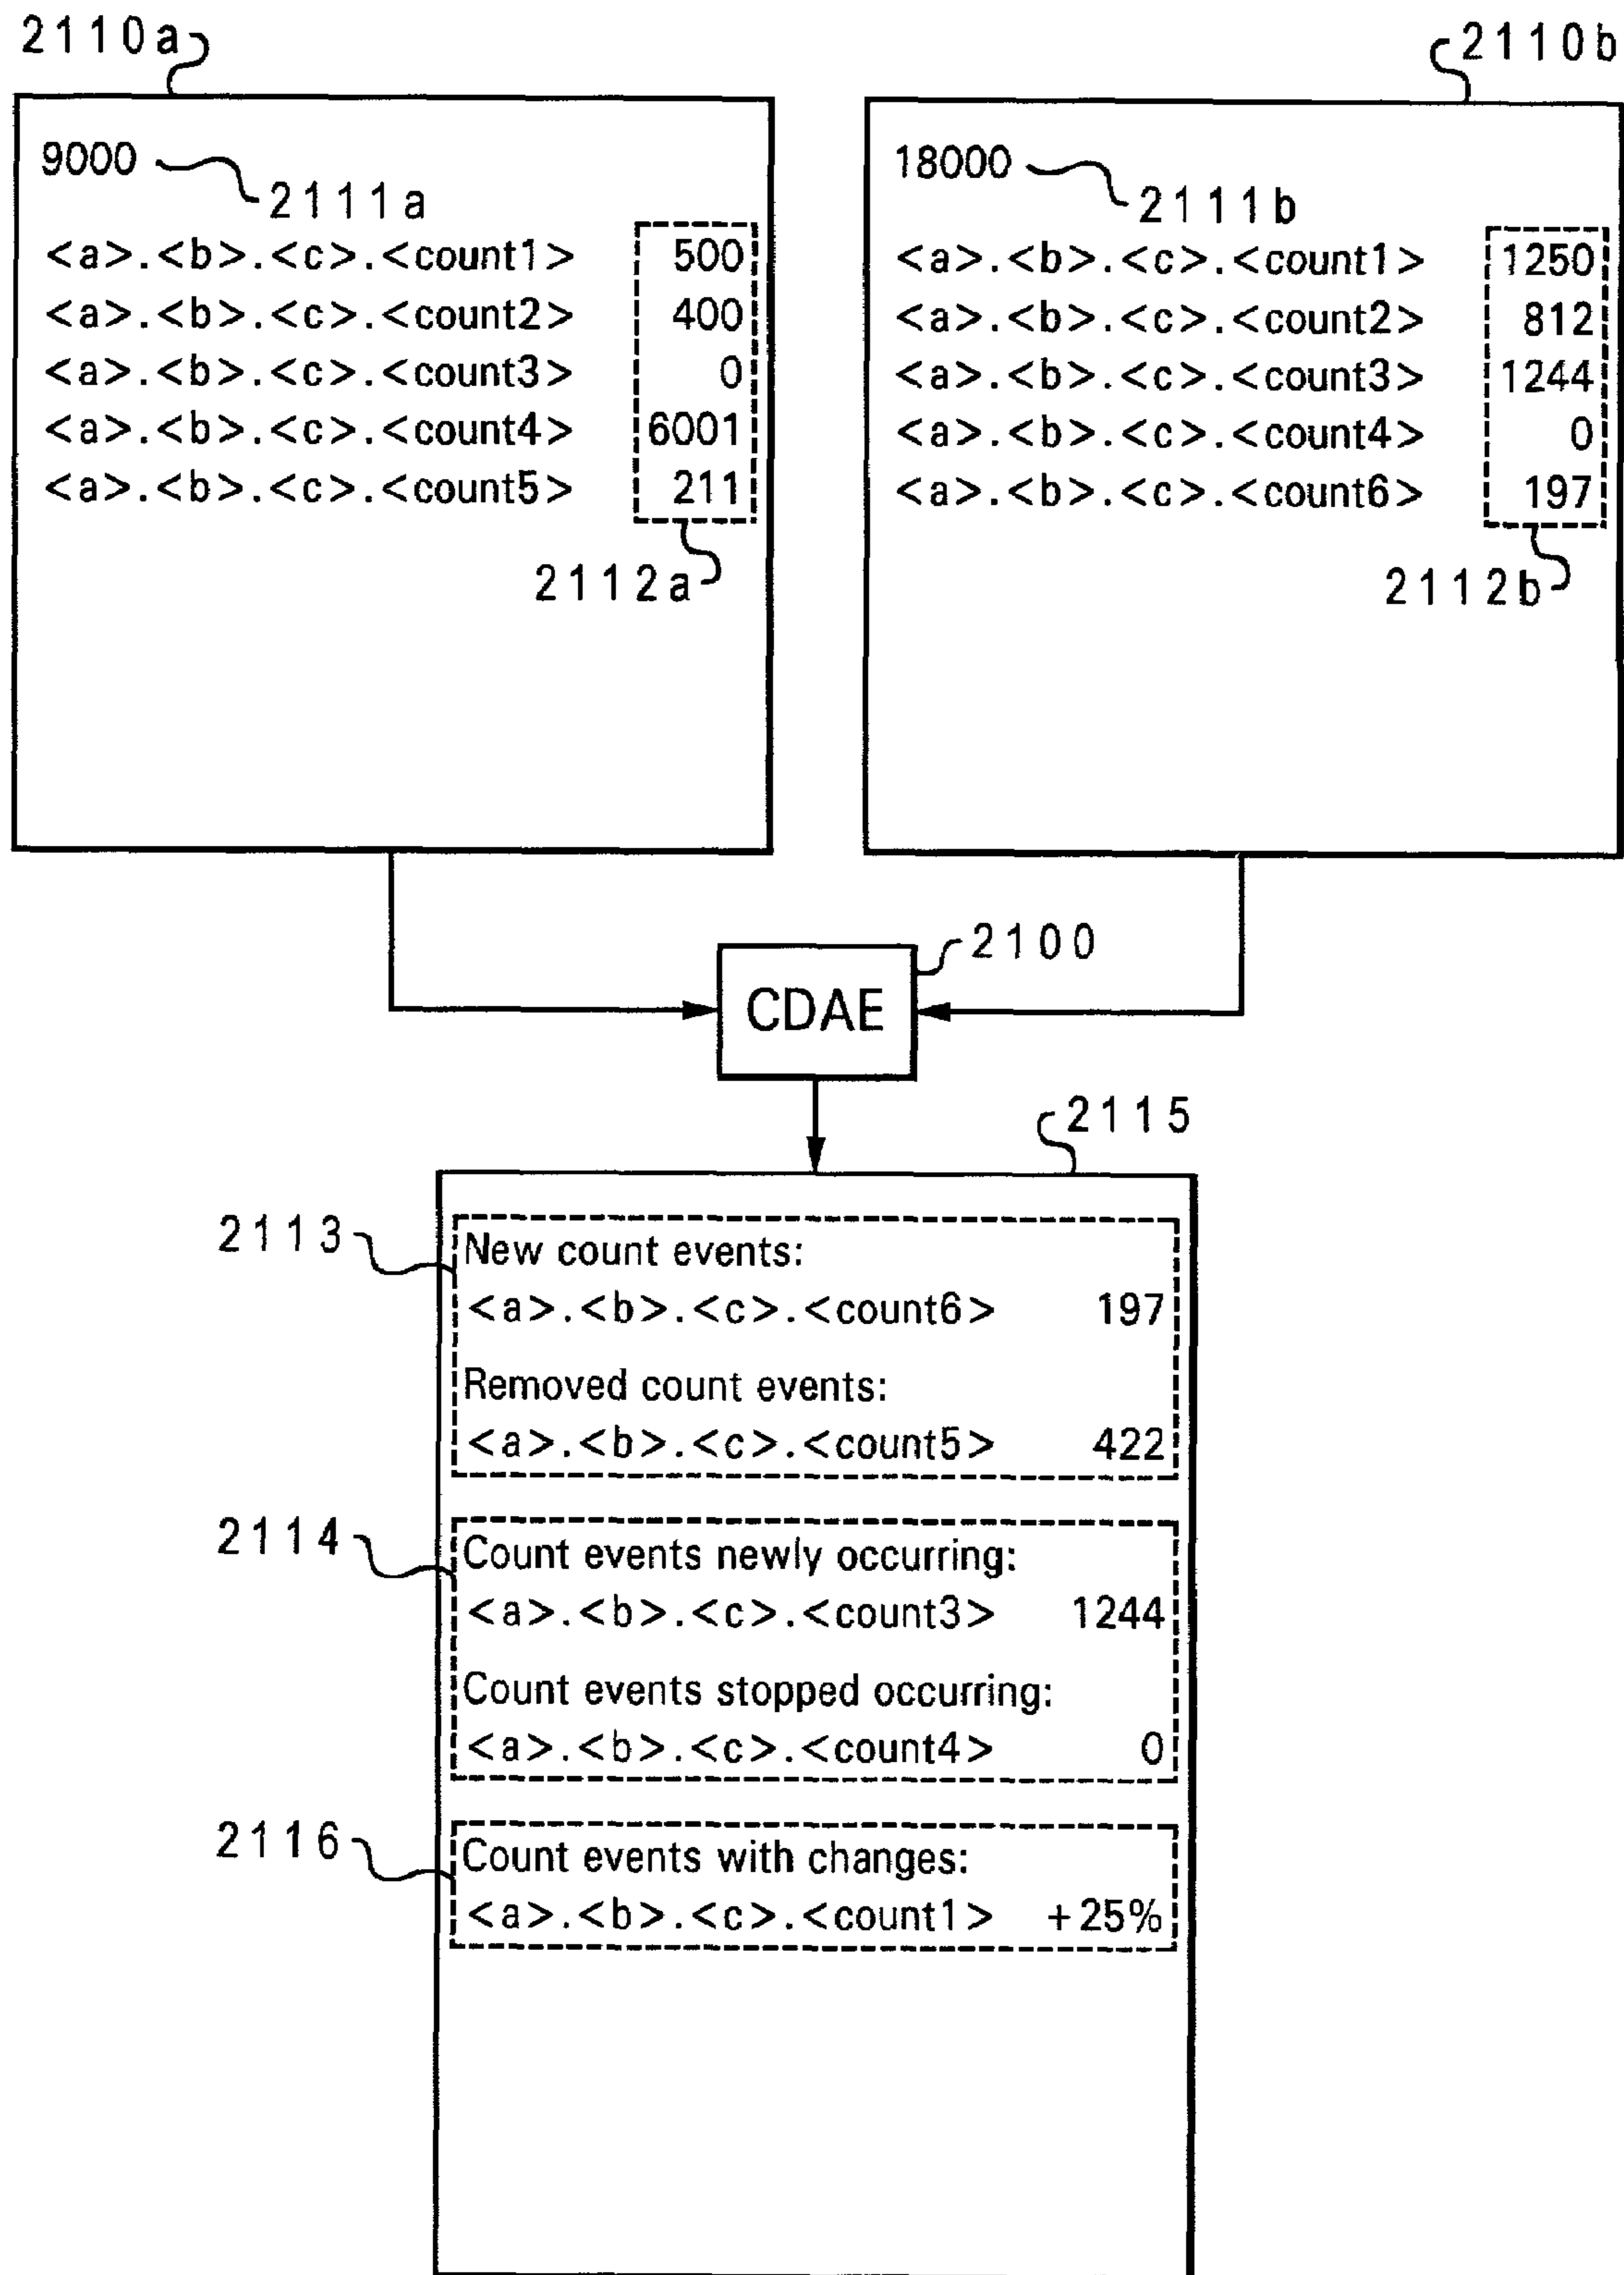 2110a
2110b
9000
2111a
<a>.<b>.<c>.<count1> 500
<a>.<b>.<c>.<count2> 400
<a>.<b>.<c>.<count3> 0
<a>.<b>.<c>.<count4> 6001
<a>.<b>.<c>.<count5> 211
2112a
18000
2111b
<a>.<b>.<c>.<count1> 1250
<a>.<b>.<c>.<count2> 812
<a>.<b>.<c>.<count3> 1244
<a>.<b>.<c>.<count4> 0
<a>.<b>.<c>.<count6> 197
2112b
2100
CDAE
2115
2113
New count events:
<a>.<b>.<c>.<count6> 197
Removed count events:
<a>.<b>.<c>.<count5> 422
2114
Count events newly occurring:
<a>.<b>.<c>.<count3> 1244
Count events stopped occurring:
<a>.<b>.<c>.<count4> 0
2116
Count events with changes:
<a>.<b>.<c>.<count1> +25%